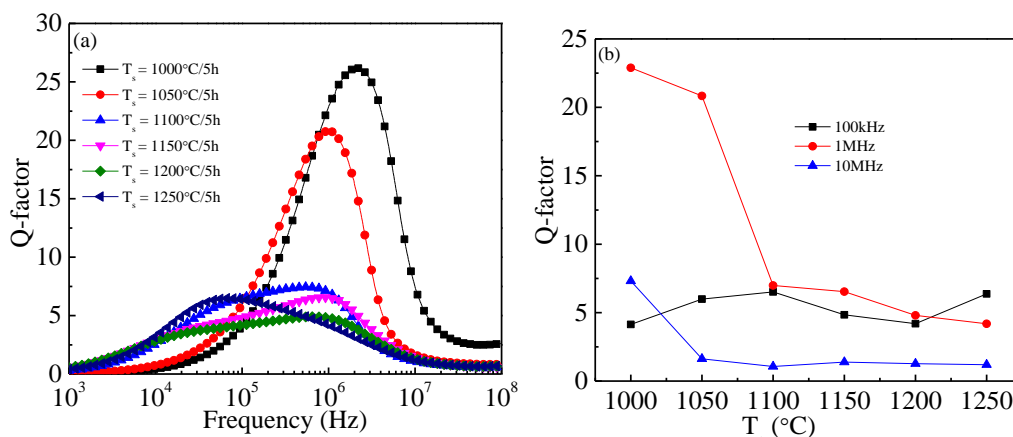 (a)
30
25
20
15
10
5
0
Q-factor
T_s = 1000°C/5h
T_s = 1050°C/5h
T_s = 1100°C/5h
T_s = 1150°C/5h
T_s = 1200°C/5h
T_s = 1250°C/5h
10^3 10^4 10^5 10^6 10^7 10^8
Frequency (Hz)
(b)
25
20
15
10
5
0
Q-factor
100kHz
1MHz
10MHz
1000 1050 1100 1150 1200 1250
T (°C)